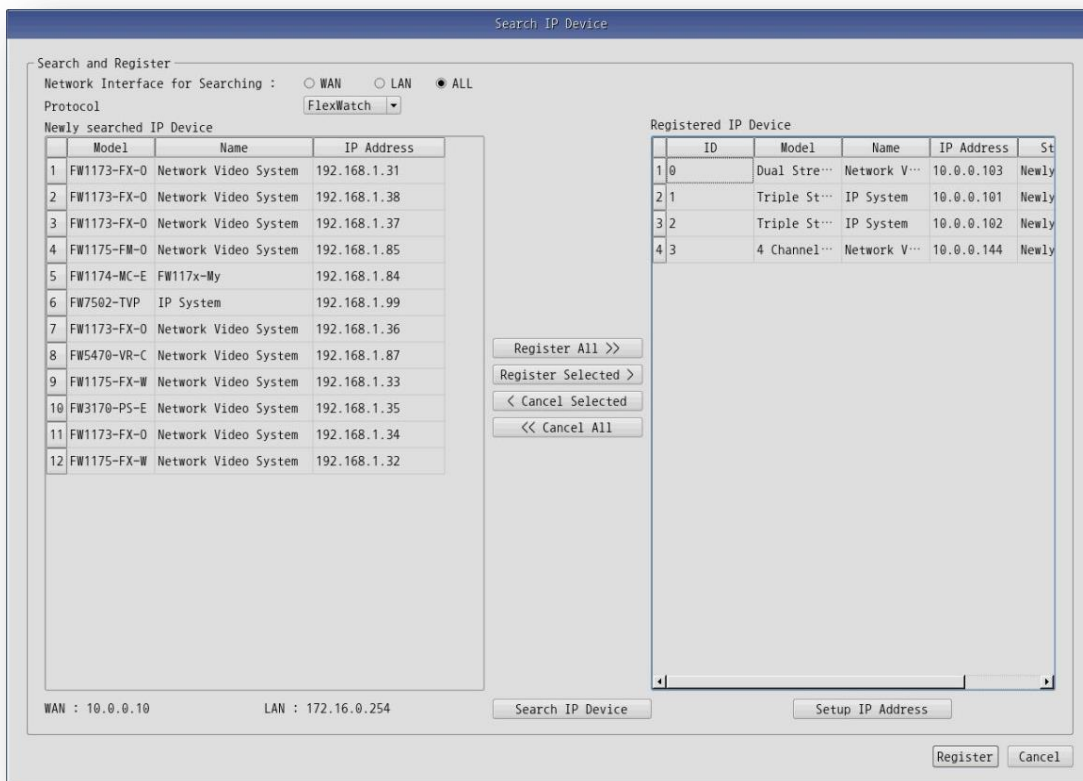 Search IP Device
Search and Register
Network Interface for Searching : WAN LAN ALL
Protocol FlexWatch
Newly searched IP Device
Model Name IP Address
1 FW1173-FX-O Network Video System 192.168.1.31
2 FW1173-FX-O Network Video System 192.168.1.38
3 FW1173-FX-O Network Video System 192.168.1.37
4 FW1175-FM-O Network Video System 192.168.1.85
5 FW1174-MC-E FW117x-My 192.168.1.84
6 FW7502-TVP IP System 192.168.1.99
7 FW1173-FX-O Network Video System 192.168.1.36
8 FW5470-VR-C Network Video System 192.168.1.87
9 FW1175-FX-W Network Video System 192.168.1.33
10 FW3170-PS-E Network Video System 192.168.1.35
11 FW1173-FX-O Network Video System 192.168.1.34
12 FW1175-FX-W Network Video System 192.168.1.32
Register All >>
Register Selected >
< Cancel Selected
<< Cancel All
Registered IP Device
ID Model Name IP Address St
1 0 Dual Stre… Network V… 10.0.0.103 Newly
2 1 Triple St… IP System 10.0.0.101 Newly
3 2 Triple St… IP System 10.0.0.102 Newly
4 3 4 Channel… Network V… 10.0.0.144 Newly
WAN : 10.0.0.10 LAN : 172.16.0.254 Search IP Device Setup IP Address
Register Cancel